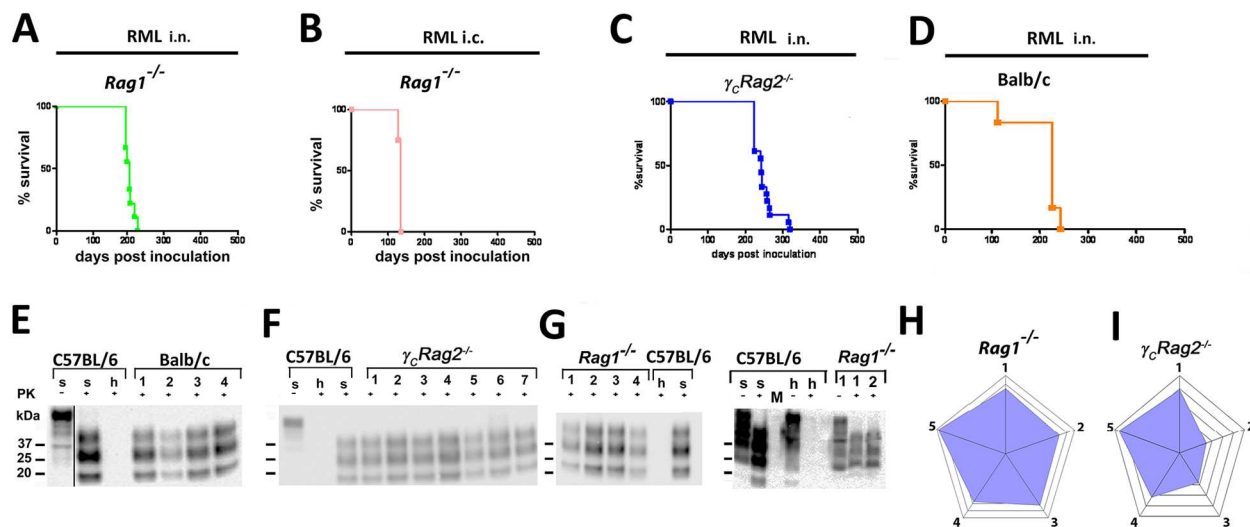 A
RML i.n.
Rag1-/-
% survival
100
50
0
0 100 200 300 400 500
days post inoculation
B
RML i.c.
Rag1-/-
% survival
100
50
0
0 100 200 300 400 500
days post inoculation
C
RML i.n.
γCRag2-/-
% survival
100
50
0
0 100 200 300 400 500
days post inoculation
D
RML i.n.
Balb/c
%survival
100
50
0
0 100 200 300 400 500
E
C57BL/6 Balb/c
s s h 1 2 3 4
PK - + + + + + +
kDa
37
25
20
F
C57BL/6 γCRag2-/-
s h s 1 2 3 4 5 6 7
- + + + + + + + + +
G
Rag1-/- C57BL/6
1 2 3 4 h s
+ + + + + +
C57BL/6 Rag1-/-
s s M h h 1 1 2
- + - + - + +
H
Rag1-/-
1
2
3
4
5
I
γCRag2-/-
1
2
3
4
5